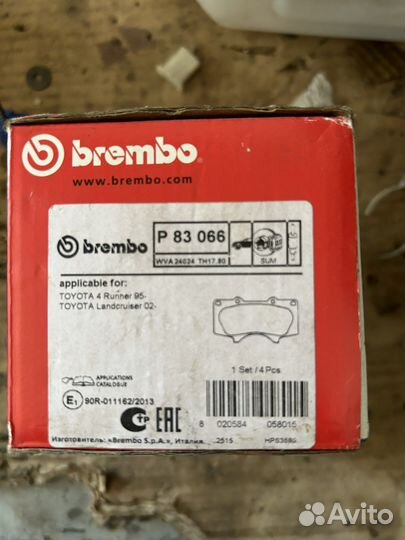 brembo
www.brembo.com
brembo
P 83 066
WVA 24024 TH17.80
SUM
applicable for:
TOYOTA 4 Runner 95-
TOYOTA Landcruiser 02-
1 Set / 4 Pcs
APPLICATIONS
CATALOGUE
E1 90R-011162/2013
EAC
8 020584 058015
Изготовитель: «Brembo S.p.A.», Италия.
2515
Avito